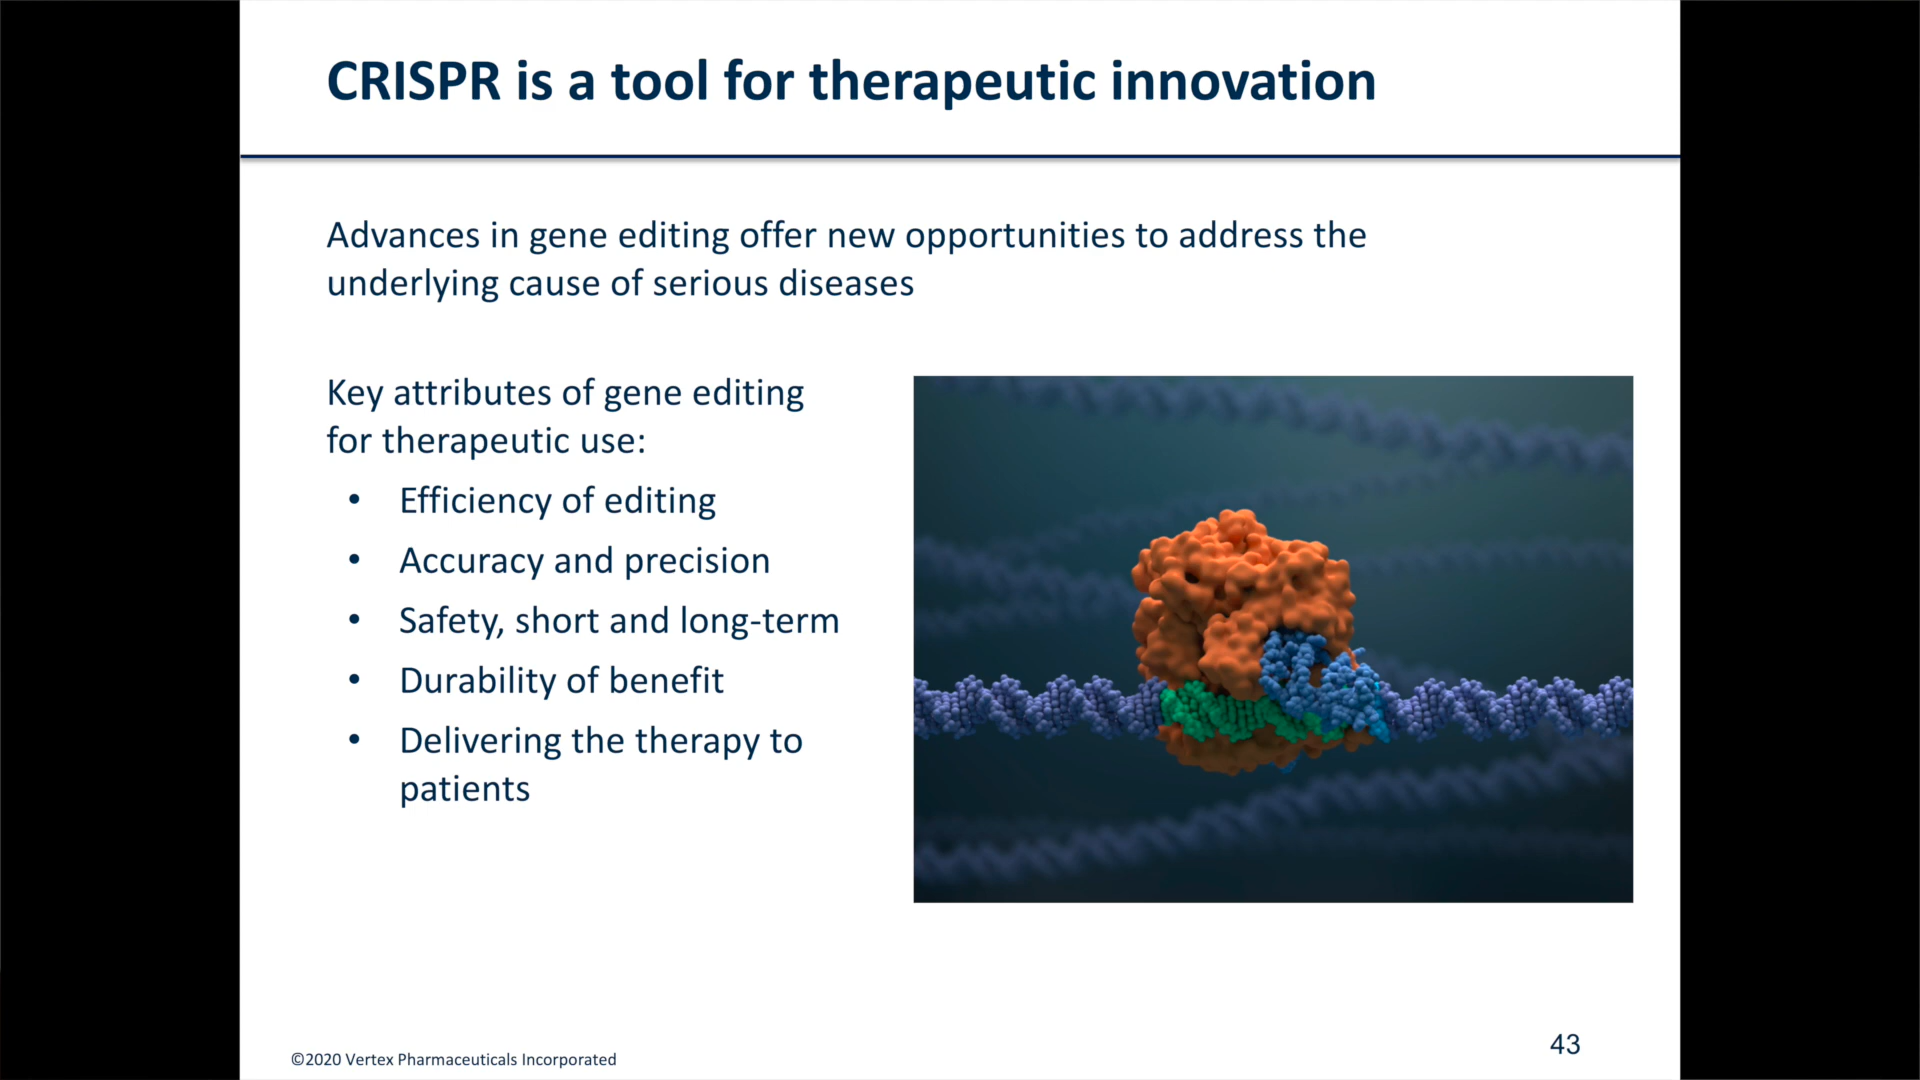 CRISPR is a tool for therapeutic innovation
Advances in gene editing offer new opportunities to address the
underlying cause of serious diseases
Key attributes of gene editing
for therapeutic use:
• Efficiency of editing
• Accuracy and precision
• Safety, short and long-term
• Durability of benefit
• Delivering the therapy to
patients
©2020 Vertex Pharmaceuticals Incorporated
43